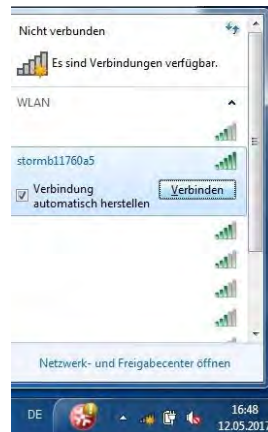 Nicht verbunden
Es sind Verbindungen verfügbar.
WLAN
stormb11760a5
Verbindung
automatisch herstellen
Verbinden
Netzwerk- und Freigabecenter öffnen
DE
16:48
12.05.2017